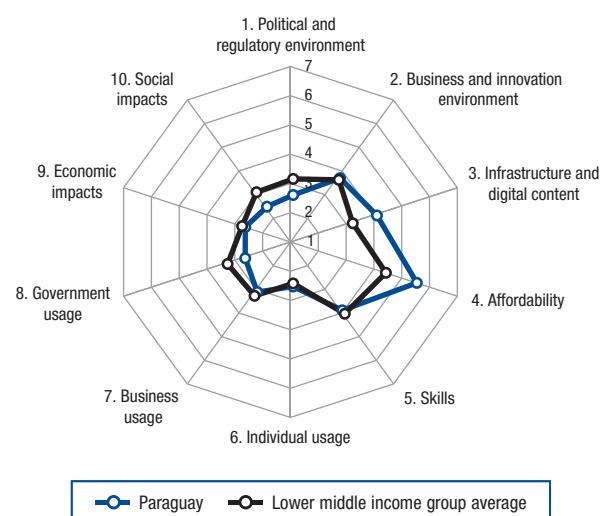 1. Political and
regulatory environment
10. Social
impacts
2. Business and innovation
environment
9. Economic
impacts
3. Infrastructure and
digital content
8. Government
usage
4. Affordability
7. Business
usage
5. Skills
6. Individual usage
7
6
5
4
3
2
1
Paraguay
Lower middle income group average